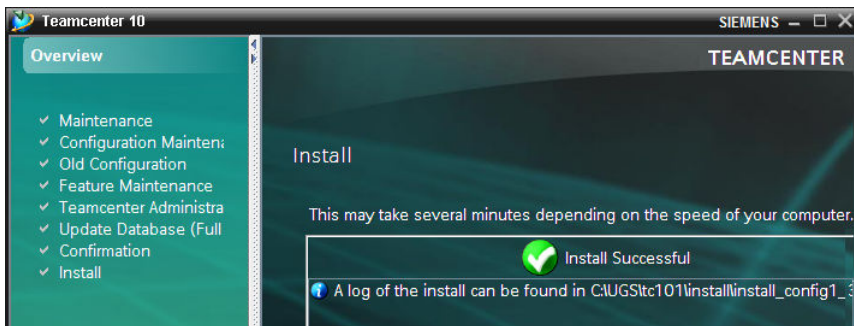 Teamcenter 10
SIEMENS
Overview
TEAMCENTER
Maintenance
Configuration Maintena
Old Configuration
Feature Maintenance
Teamcenter Administra
Update Database (Full
Confirmation
Install
Install
This may take several minutes depending on the speed of your computer.
Install Successful
A log of the install can be found in C:\UGS\tc101\install\install_config1_